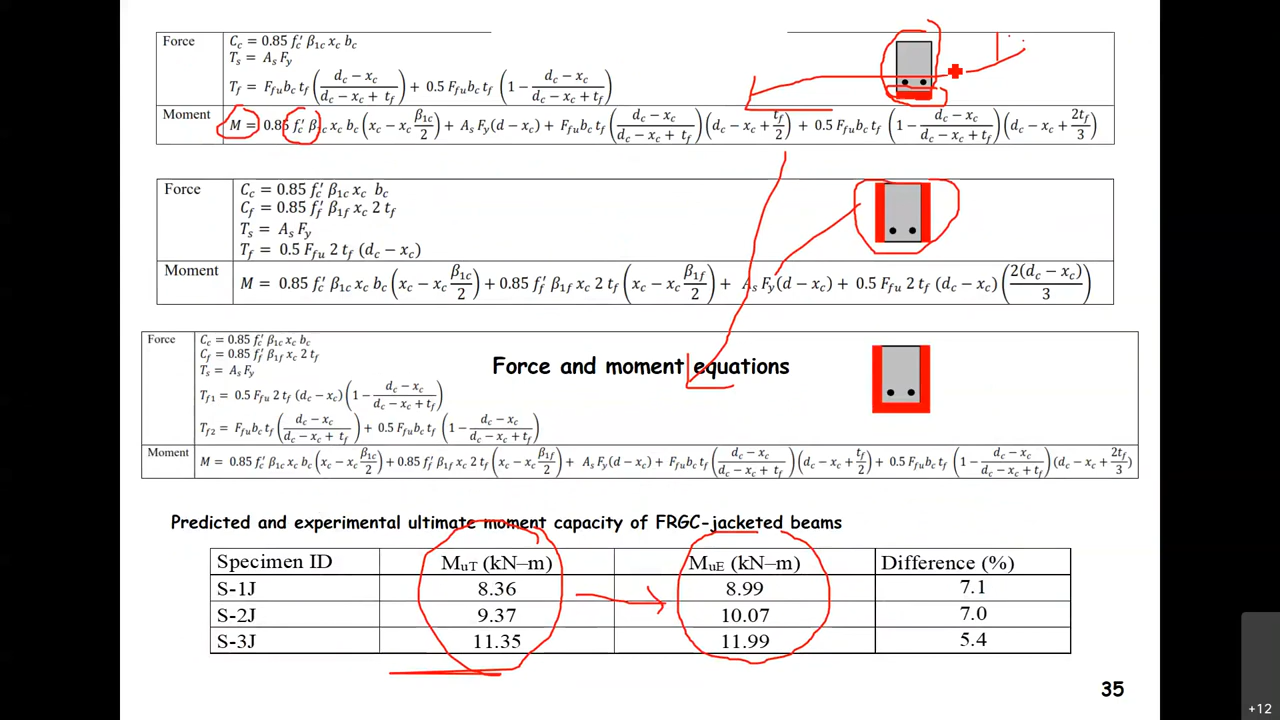 Force
C_c = 0.85 f_c′ β_1c x_c b_c
T_s = A_s F_y
T_f = F_fu b_c t_f ( (d_c − x_c) / (d_c − x_c + t_f) ) + 0.5 F_fu b_c t_f ( 1 − (d_c − x_c) / (d_c − x_c + t_f) )
Moment
M = 0.85 f_c′ β_1c x_c b_c ( x_c − x_c β_1c/2 ) + A_s F_y (d − x_c) + F_fu b_c t_f ( (d_c − x_c) / (d_c − x_c + t_f) ) ( d_c − x_c + t_f/2 ) + 0.5 F_fu b_c t_f ( 1 − (d_c − x_c) / (d_c − x_c + t_f) ) ( d_c − x_c + 2t_f/3 )
Force
C_c = 0.85 f_c′ β_1c x_c b_c
C_f = 0.85 f_f′ β_1f x_c 2 t_f
T_s = A_s F_y
T_f = 0.5 F_fu 2 t_f (d_c − x_c)
Moment
M = 0.85 f_c′ β_1c x_c b_c ( x_c − x_c β_1c/2 ) + 0.85 f_f′ β_1f x_c 2 t_f ( x_c − x_c β_1f/2 ) + A_s F_y (d − x_c) + 0.5 F_fu 2 t_f (d_c − x_c) ( 2(d_c − x_c)/3 )
Force
C_c = 0.85 f_c′ β_1c x_c b_c
C_f = 0.85 f_f′ β_1f x_c 2 t_f
T_s = A_s F_y
T_f1 = 0.5 F_fu 2 t_f (d_c − x_c) ( 1 − (d_c − x_c) / (d_c − x_c + t_f) )
T_f2 = F_fu b_c t_f ( (d_c − x_c) / (d_c − x_c + t_f) ) + 0.5 F_fu b_c t_f ( 1 − (d_c − x_c) / (d_c − x_c + t_f) )
Force and moment equations
Moment
M = 0.85 f_c′ β_1c x_c b_c ( x_c − x_c β_1c/2 ) + 0.85 f_f′ β_1f x_c 2 t_f ( x_c − x_c β_1f/2 ) + A_s F_y (d − x_c) + F_fu b_c t_f ( (d_c − x_c) / (d_c − x_c + t_f) ) ( d_c − x_c + t_f/2 ) + 0.5 F_fu b_c t_f ( 1 − (d_c − x_c) / (d_c − x_c + t_f) ) ( d_c − x_c + 2t_f/3 )
Predicted and experimental ultimate moment capacity of FRGC-jacketed beams
Specimen ID M_uT (kN–m) M_uE (kN–m) Difference (%)
S-1J 8.36 8.99 7.1
S-2J 9.37 10.07 7.0
S-3J 11.35 11.99 5.4
35
+12